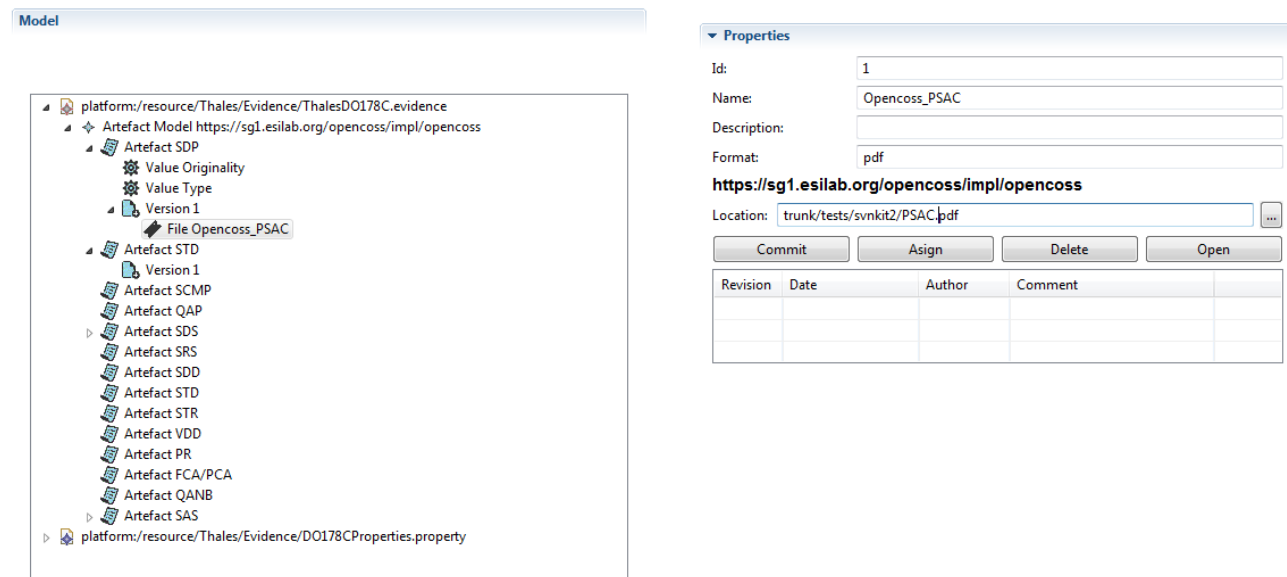 Model
platform:/resource/Thales/Evidence/ThalesDO178C.evidence
Artefact Model https://sg1.esilab.org/opencoss/impl/opencoss
Artefact SDP
Value Originality
Value Type
Version 1
File Opencoss_PSAC
Artefact STD
Version 1
Artefact SCMP
Artefact QAP
Artefact SDS
Artefact SRS
Artefact SDD
Artefact STD
Artefact STR
Artefact VDD
Artefact PR
Artefact FCA/PCA
Artefact QANB
Artefact SAS
platform:/resource/Thales/Evidence/DO178CProperties.property
Properties
Id: 1
Name: Opencoss_PSAC
Description:
Format: pdf
https://sg1.esilab.org/opencoss/impl/opencoss
Location: trunk/tests/svnkit2/PSAC.pdf ...
Commit Asign Delete Open
Revision Date Author Comment